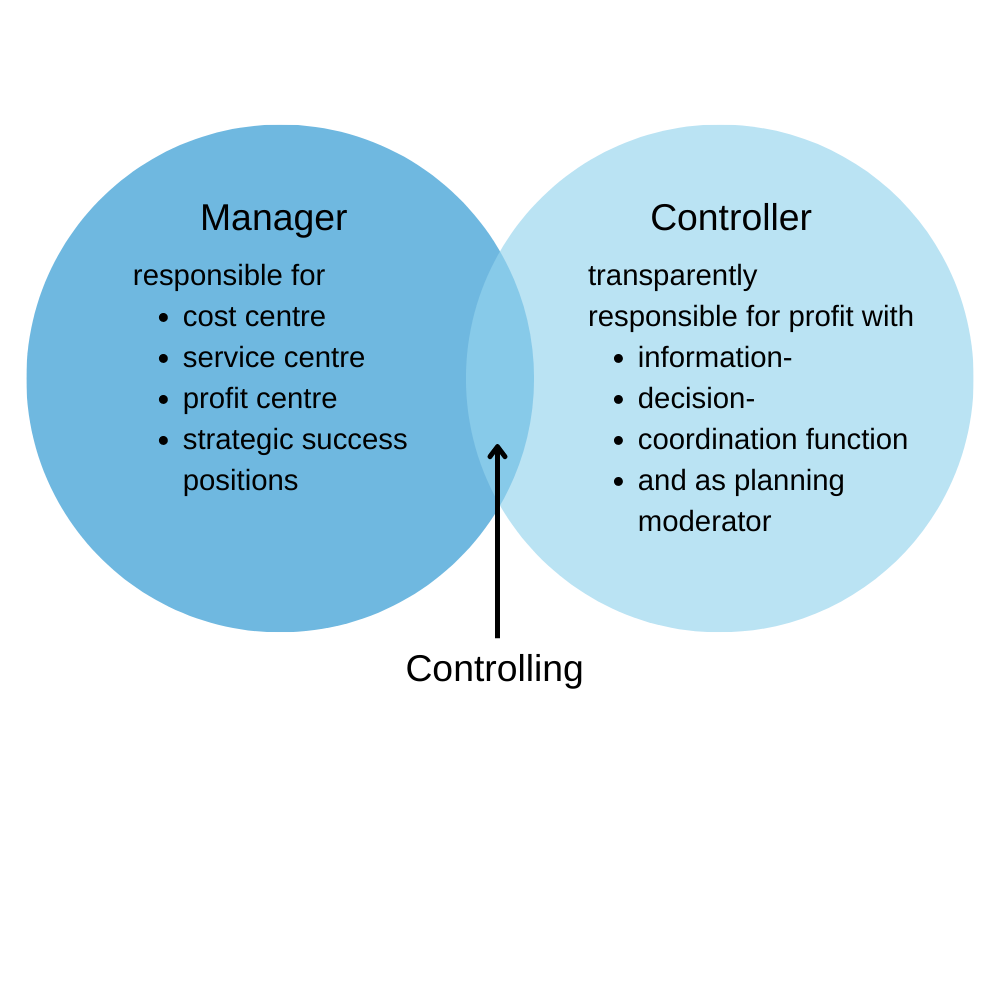 Manager
responsible for
• cost centre
• service centre
• profit centre
• strategic success
positions
Controller
transparently
responsible for profit with
• information-
• decision-
• coordination function
• and as planning
moderator
Controlling